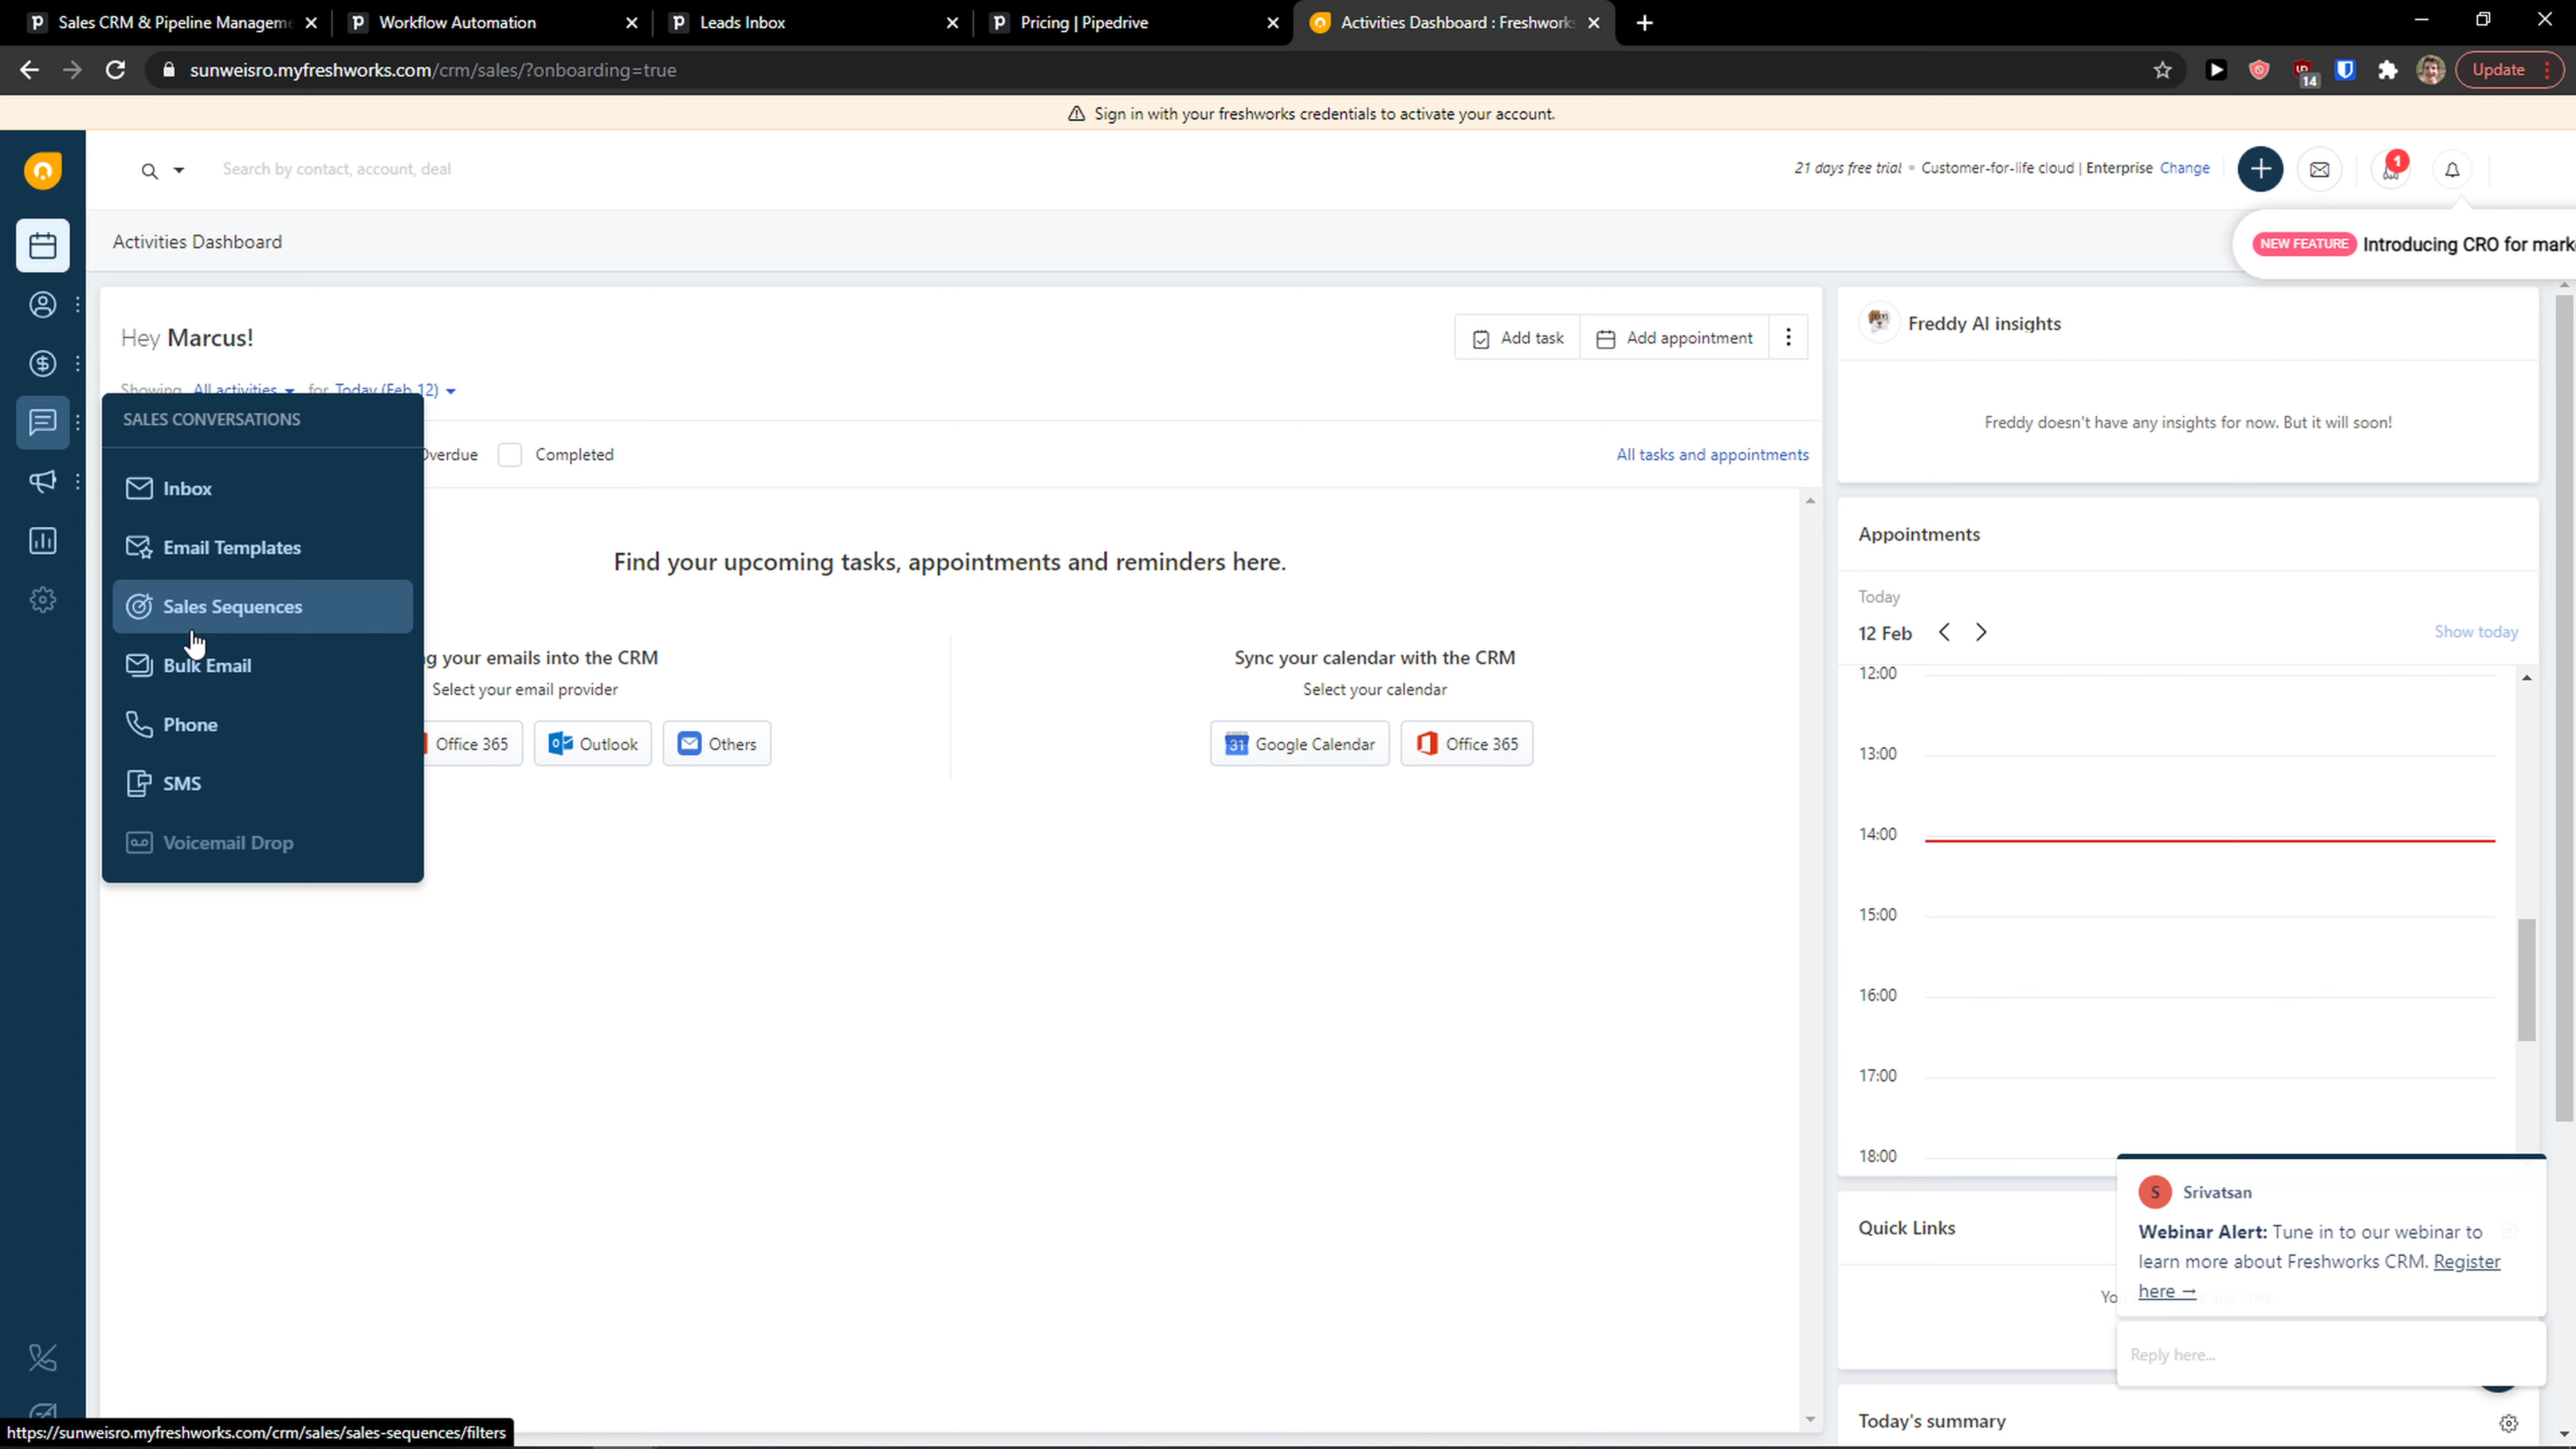 Sales CRM & Pipeline Manageme
Workflow Automation
Leads Inbox
Pricing | Pipedrive
Activities Dashboard : Freshworks
sunweisro.myfreshworks.com/crm/sales/?onboarding=true
14
Update
Sign in with your freshworks credentials to activate your account.
Search by contact, account, deal
21 days free trial • Customer-for-life cloud | Enterprise Change
1
Activities Dashboard
NEW FEATURE Introducing CRO for mark
Hey Marcus!
Add task
Add appointment
Freddy AI insights
Showing All activities for Today (Feb 12)
Freddy doesn't have any insights for now. But it will soon!
SALES CONVERSATIONS
Overdue
Completed
All tasks and appointments
Inbox
Email Templates
Sales Sequences
Bulk Email
Phone
SMS
Voicemail Drop
Find your upcoming tasks, appointments and reminders here.
g your emails into the CRM
Select your email provider
Office 365
Outlook
Others
Sync your calendar with the CRM
Select your calendar
31
Google Calendar
Office 365
Appointments
Today
12 Feb
Show today
12:00
13:00
14:00
15:00
16:00
17:00
18:00
S
Srivatsan
Webinar Alert: Tune in to our webinar to
learn more about Freshworks CRM. Register
here →
Quick Links
Reply here...
Today's summary
https://sunweisro.myfreshworks.com/crm/sales/sales-sequences/filters